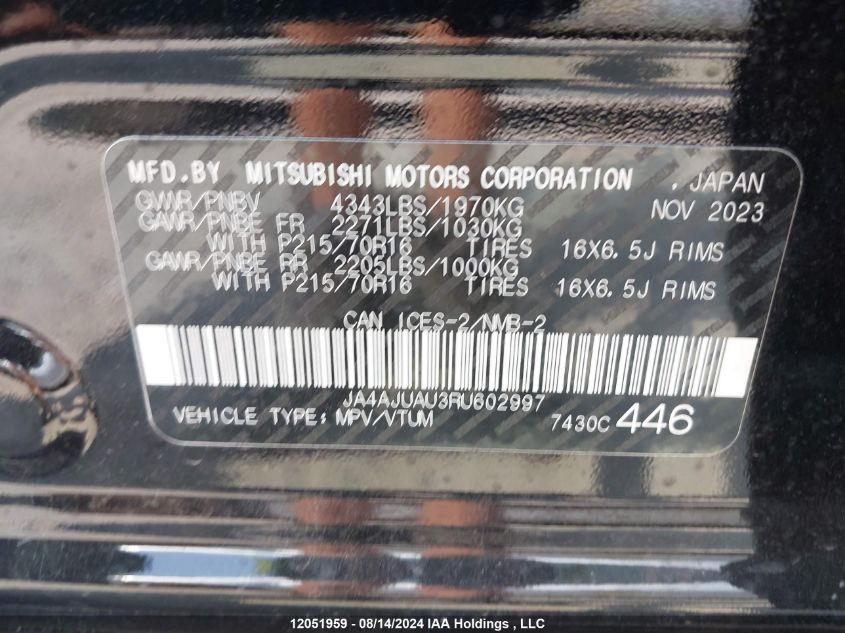 MFD.BY MITSUBISHI MOTORS CORPORATION , JAPAN
GVWR/PNBV 4343LBS/1970KG NOV 2023
GAWR/PNBE FR 2271LBS/1030KG
WITH P215/70R16 TIRES 16X6.5J RIMS
GAWR/PNBE RR 2205LBS/1000KG
WITH P215/70R16 TIRES 16X6.5J RIMS
CAN ICES-2/NMB-2
JA4AJUAU3RU602997
VEHICLE TYPE: MPV/VTUM 7430C 446
12051959 - 08/14/2024 IAA Holdings , LLC